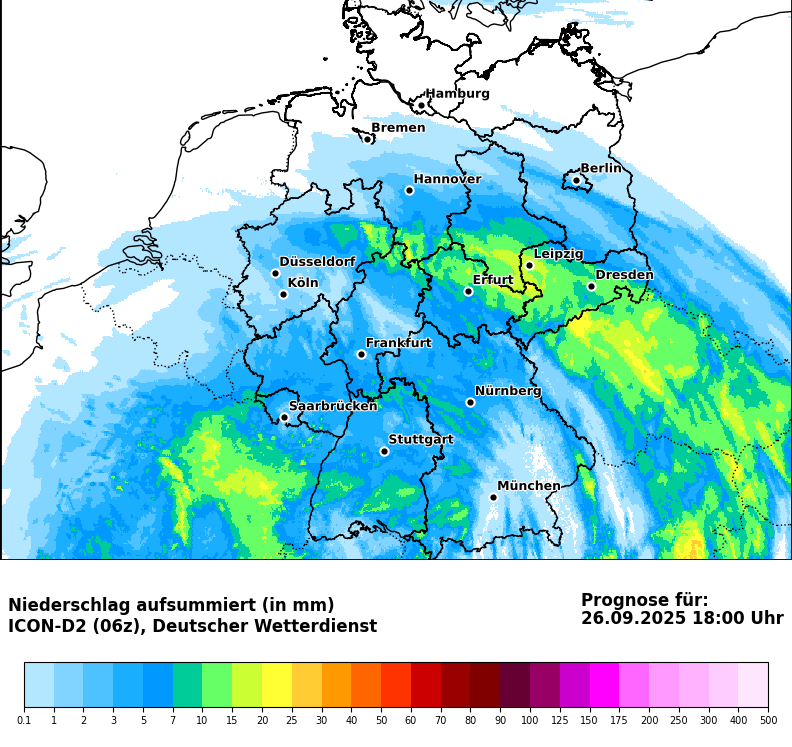 Hamburg
Bremen
Berlin
Hannover
Leipzig
Düsseldorf
Dresden
Köln
Erfurt
Frankfurt
Nürnberg
Saarbrücken
Stuttgart
München
Niederschlag aufsummiert (in mm)
ICON-D2 (06z), Deutscher Wetterdienst
Prognose für:
26.09.2025 18:00 Uhr
0.1 1 2 3 5 7 10 15 20 25 30 40 50 60 70 80 90 100 125 150 175 200 250 300 400 500